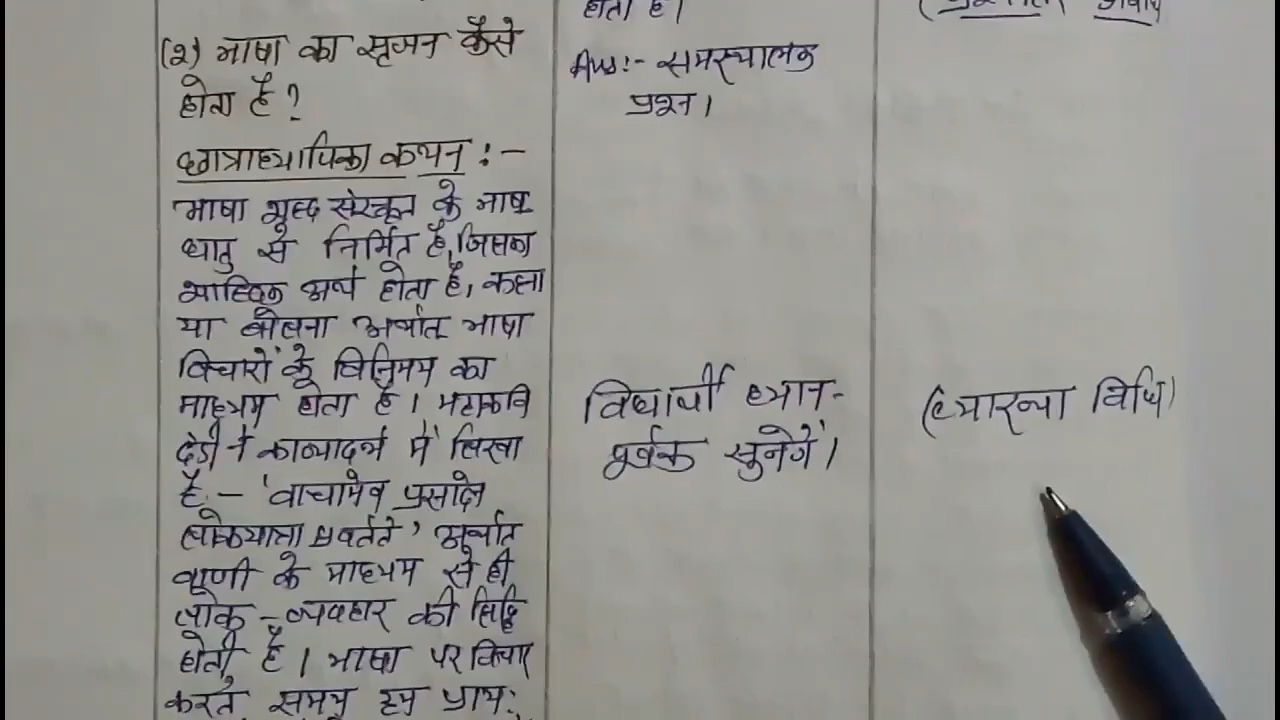 (२) भाषा का सृजन कैसे
होता है?
छात्राध्यापिका कथन :-
भाषा शब्द संस्कृत के भाष्
धातु से निर्मित है, जिसका
शाब्दिक अर्थ होता है, कहना
या बोलना अर्थात् भाषा
विचारों के विनिमय का
माध्यम होता है। महाकवि
दंडी ने काव्यादर्श में लिखा
है - 'वाचामेव प्रसादेन
लोकयात्रा प्रवर्तते' अर्थात
वाणी के माध्यम से ही
लोक-व्यवहार की सिद्धि
होती है। भाषा पर विचार
करते समय हम प्रायः
होता है।
Ans:- समस्यात्मक
प्रश्न।
विद्यार्थी ध्यान-
पूर्वक सुनेगें।
(व्याख्या विधि)